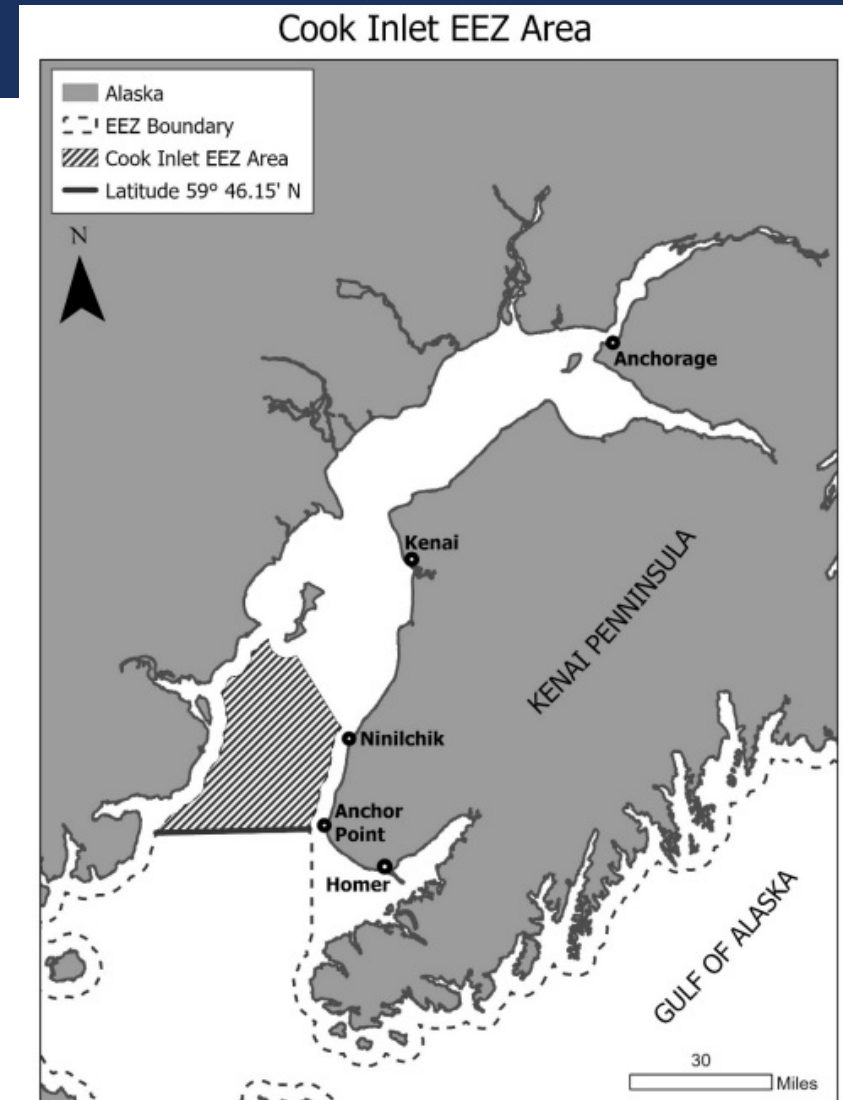 Cook Inlet EEZ Area
Alaska
EEZ Boundary
Cook Inlet EEZ Area
Latitude 59° 46.15' N
N
Anchorage
Kenai
KENAI PENNINSULA
Ninilchik
Anchor
Point
Homer
GULF OF ALASKA
30
Miles